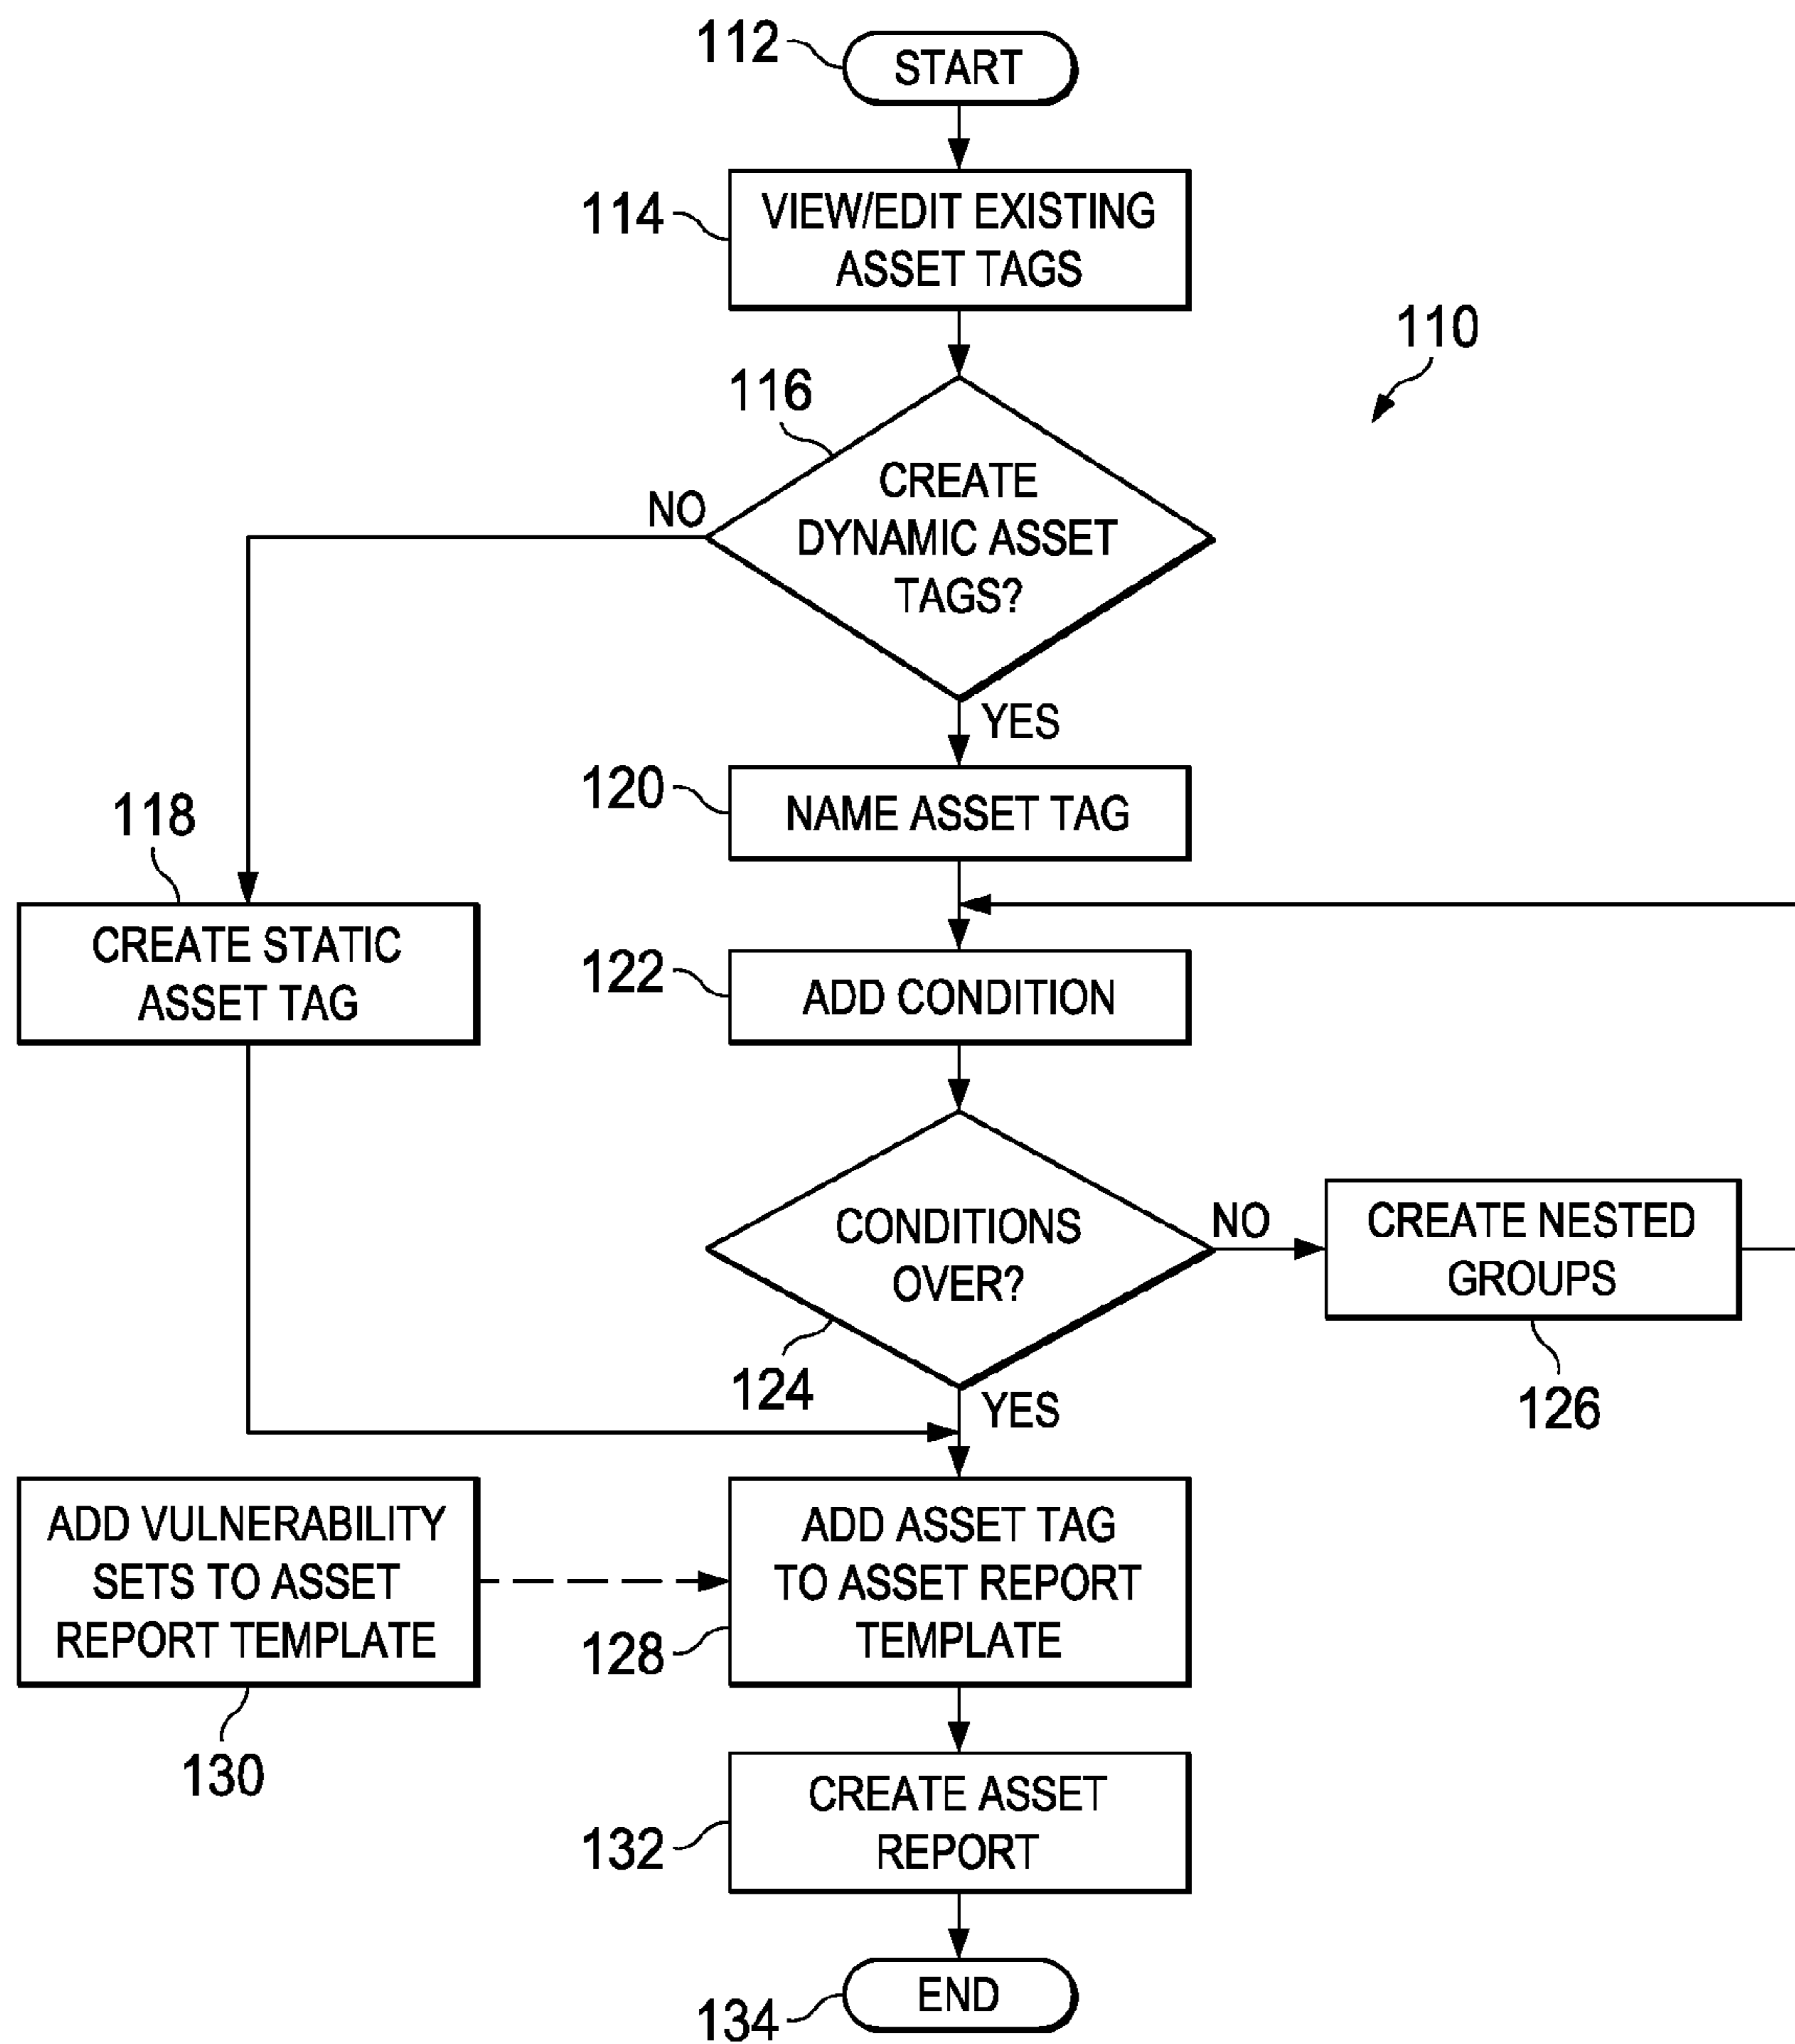 112
START
114
VIEW/EDIT EXISTING
ASSET TAGS
110
116
CREATE
DYNAMIC ASSET
TAGS?
NO
YES
120
NAME ASSET TAG
118
CREATE STATIC
ASSET TAG
122
ADD CONDITION
CONDITIONS
OVER?
NO
124
YES
CREATE NESTED
GROUPS
126
ADD VULNERABILITY
SETS TO ASSET
REPORT TEMPLATE
130
ADD ASSET TAG
TO ASSET REPORT
TEMPLATE
128
CREATE ASSET
REPORT
132
END
134